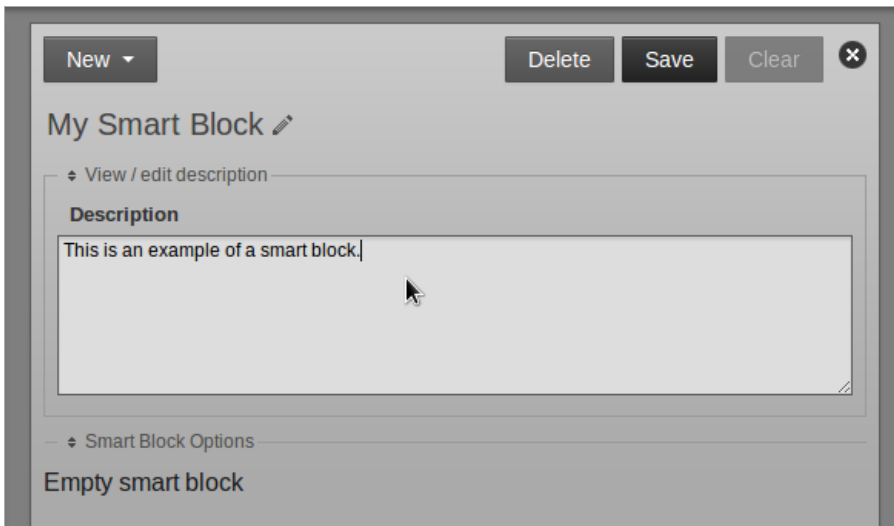 New
Delete
Save
Clear
My Smart Block
View / edit description
Description
This is an example of a smart block.
Smart Block Options
Empty smart block